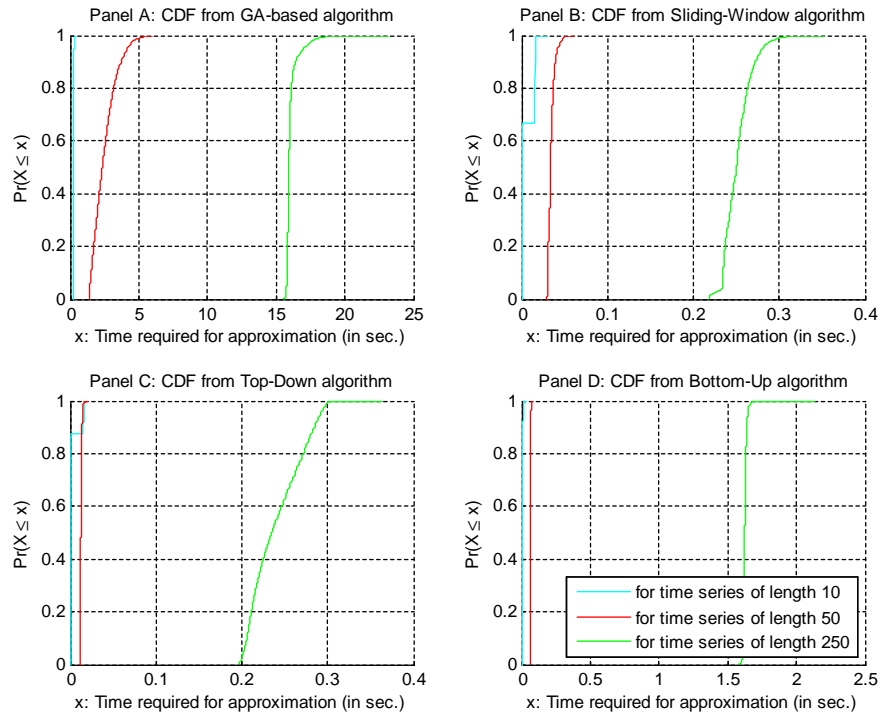 Panel A: CDF from GA-based algorithm
Pr(X ≤ x)
1
0.8
0.6
0.4
0.2
0
0 5 10 15 20 25
x: Time required for approximation (in sec.)
Panel B: CDF from Sliding-Window algorithm
Pr(X ≤ x)
1
0.8
0.6
0.4
0.2
0
0 0.1 0.2 0.3 0.4
x: Time required for approximation (in sec.)
Panel C: CDF from Top-Down algorithm
Pr(X ≤ x)
1
0.8
0.6
0.4
0.2
0
0 0.1 0.2 0.3 0.4
x: Time required for approximation (in sec.)
Panel D: CDF from Bottom-Up algorithm
Pr(X ≤ x)
1
0.8
0.6
0.4
0.2
0
for time series of length 10
for time series of length 50
for time series of length 250
0 0.5 1 1.5 2 2.5
x: Time required for approximation (in sec.)